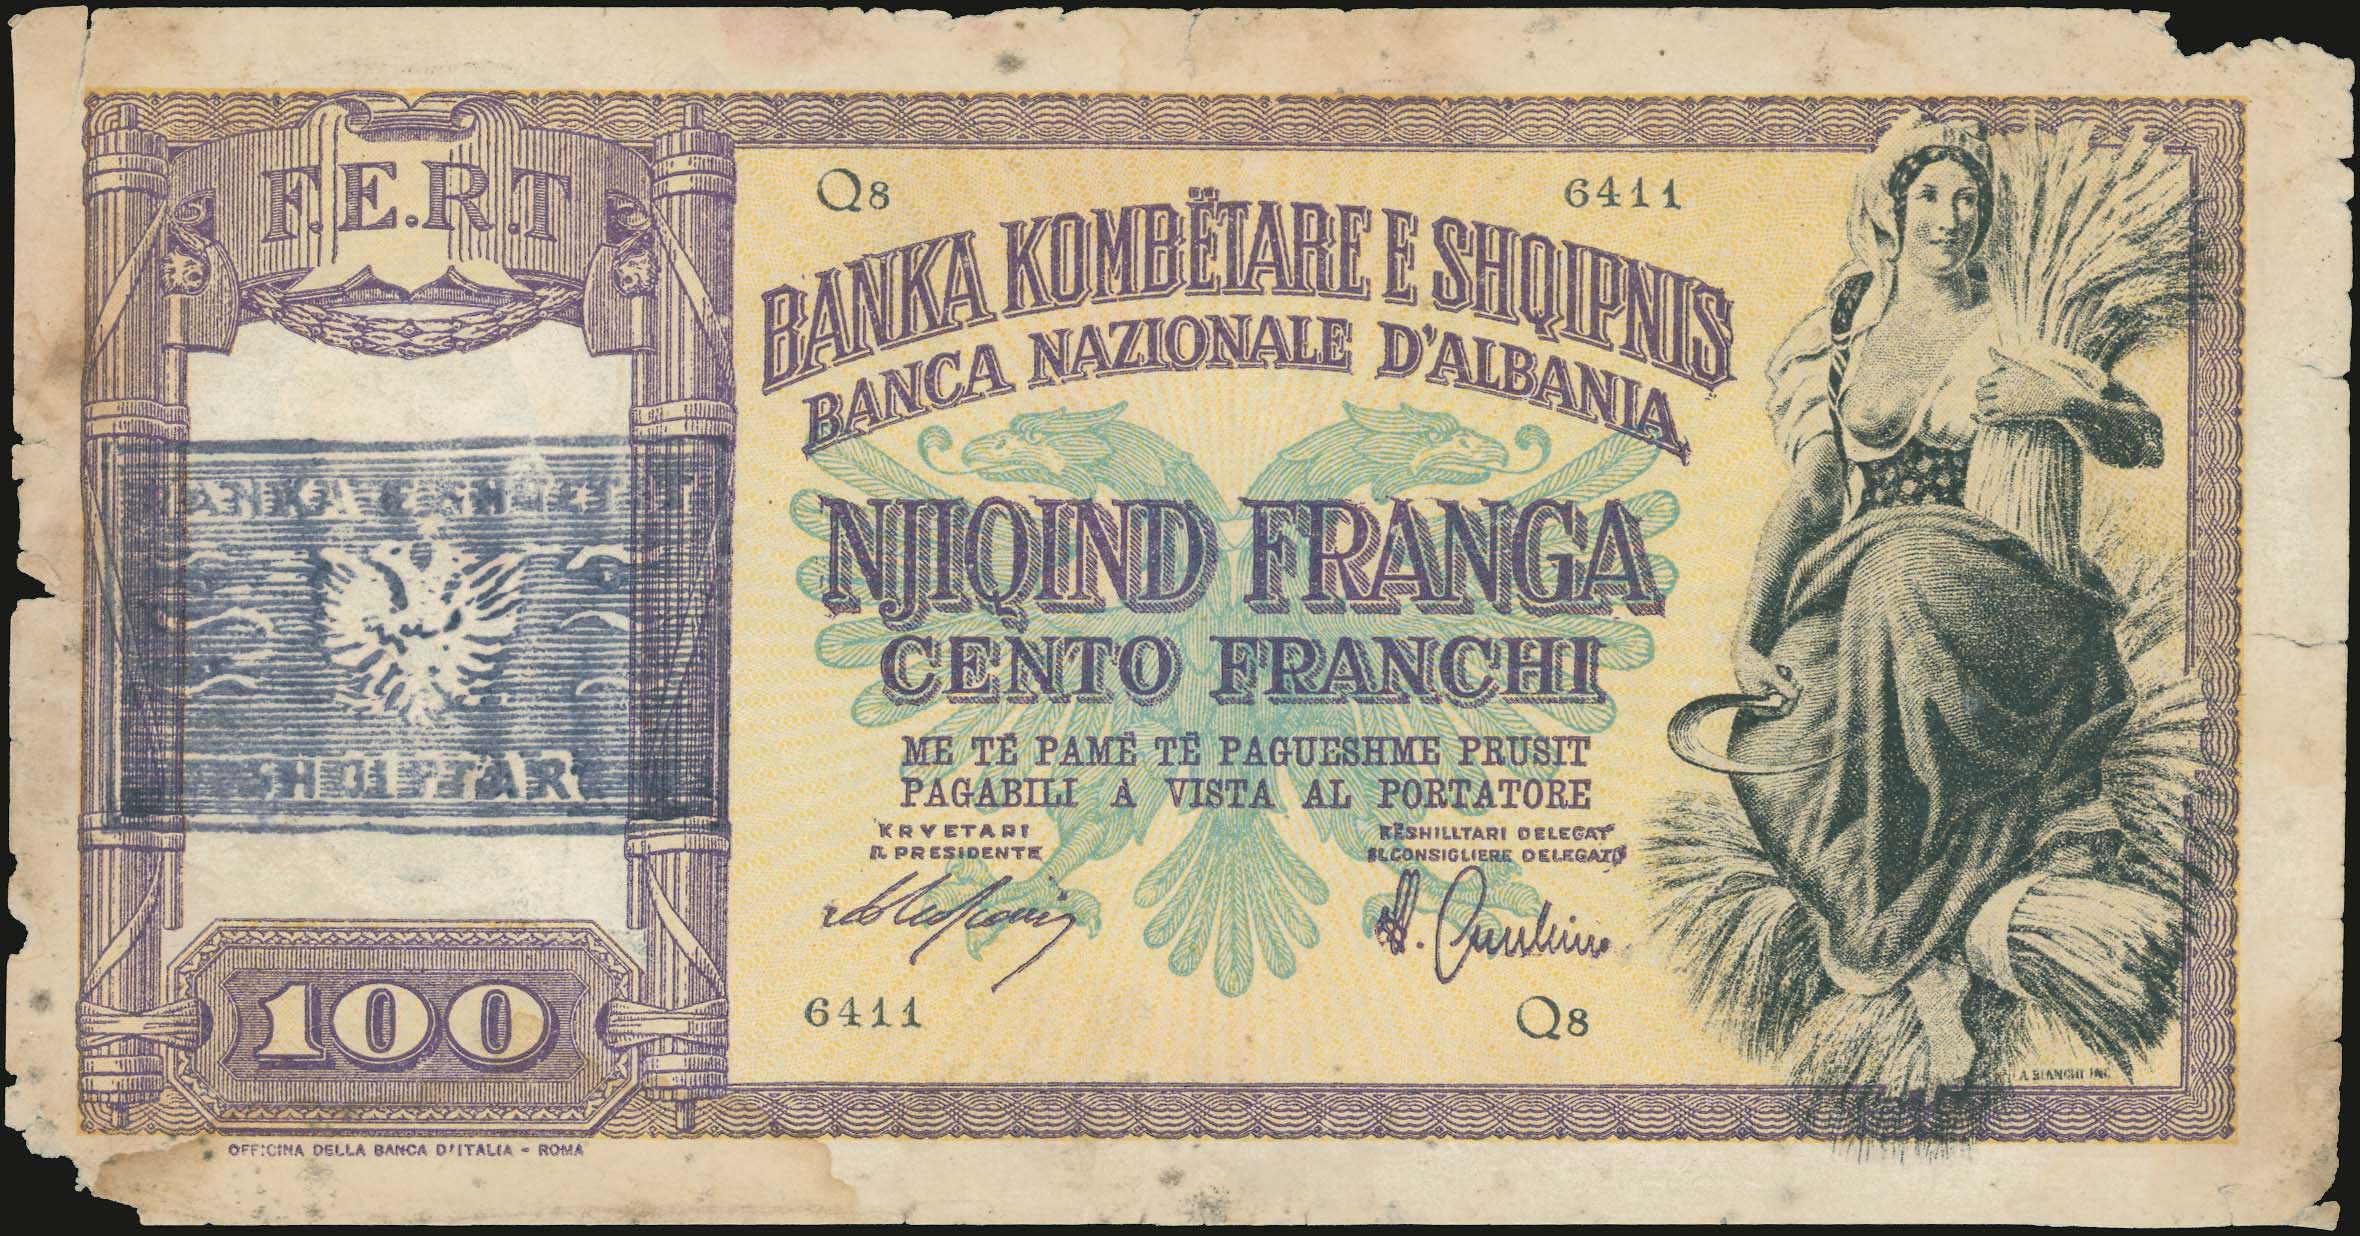 F.E.R.T
Q8 6411
BANKA KOMBËTARE E SHQIPNIS
BANCA NAZIONALE D'ALBANIA
NJIQIND FRANGA
CENTO FRANCHI
ME TË PAMË TË PAGUESHME PRUSIT
PAGABILI A VISTA AL PORTATORE
KRYETARI
IL PRESIDENTE
KËSHILLTARI DELEGAT
IL CONSIGLIERE DELEGATO
6411 Q8
BANKA
SHQIPTAR
100
A. BIANCHI INC.
OFFICINA DELLA BANCA D'ITALIA - ROMA